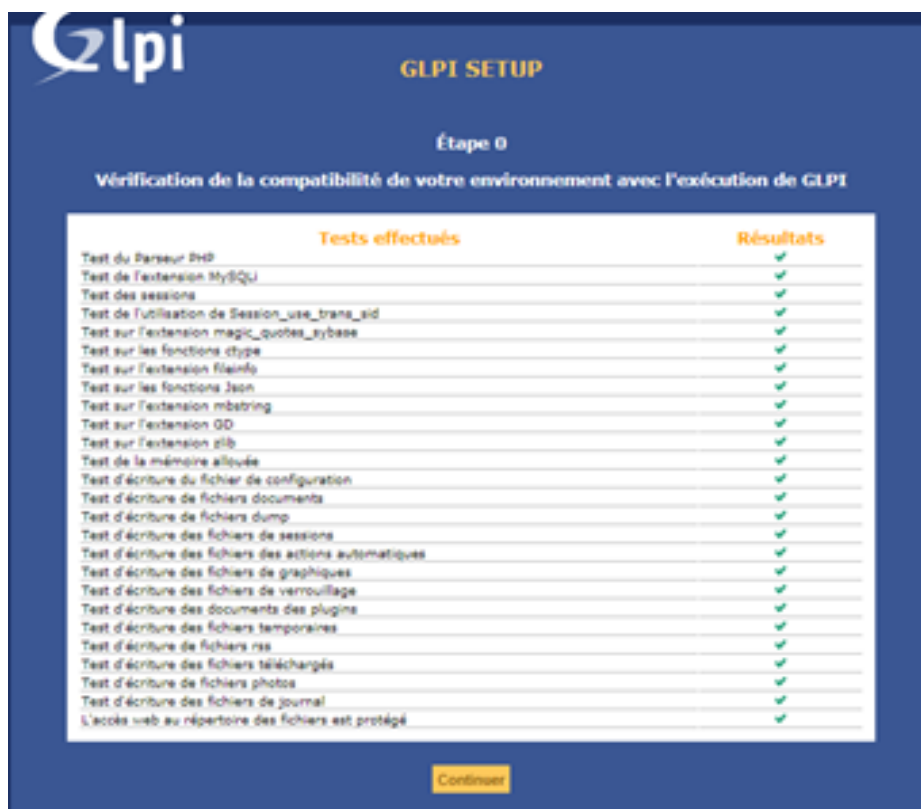 Glpi
GLPI SETUP
Étape 0
Vérification de la compatibilité de votre environnement avec l'exécution de GLPI
Tests effectués Résultats
Test du Parseur PHP
Test de l'extension MySQLi
Test des sessions
Test de l'utilisation de Session_use_trans_sid
Test sur l'extension magic_quotes_sybase
Test sur les fonctions ctype
Test sur l'extension fileinfo
Test sur les fonctions Json
Test sur l'extension mbstring
Test sur l'extension GD
Test sur l'extension zlib
Test de la mémoire allouée
Test d'écriture du fichier de configuration
Test d'écriture de fichiers documents
Test d'écriture de fichiers dump
Test d'écriture des fichiers de sessions
Test d'écriture des fichiers des actions automatiques
Test d'écriture des fichiers de graphiques
Test d'écriture des fichiers de verrouillage
Test d'écriture des documents des plugins
Test d'écriture des fichiers temporaires
Test d'écriture de fichiers rss
Test d'écriture des fichiers téléchargés
Test d'écriture de fichiers photos
Test d'écriture des fichiers de journal
L'accès web au répertoire des fichiers est protégé
Continuer